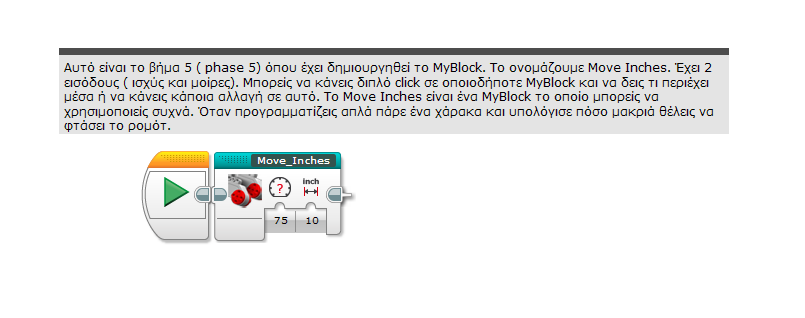 Αυτό είναι το βήμα 5 ( phase 5) όπου έχει δημιουργηθεί το MyBlock. Το ονομάζουμε Move Inches. Έχει 2
εισόδους ( ισχύς και μοίρες). Μπορείς να κάνεις διπλό click σε οποιοδήποτε MyBlock και να δεις τι περιέχει
μέσα ή να κάνεις κάποια αλλαγή σε αυτό. Το Move Inches είναι ένα MyBlock το οποίο μπορείς να
χρησιμοποιείς συχνά. Όταν προγραμματίζεις απλά πάρε ένα χάρακα και υπολόγισε πόσο μακριά θέλεις να
φτάσει το ρομότ.
Move_Inches
? inch
75 10